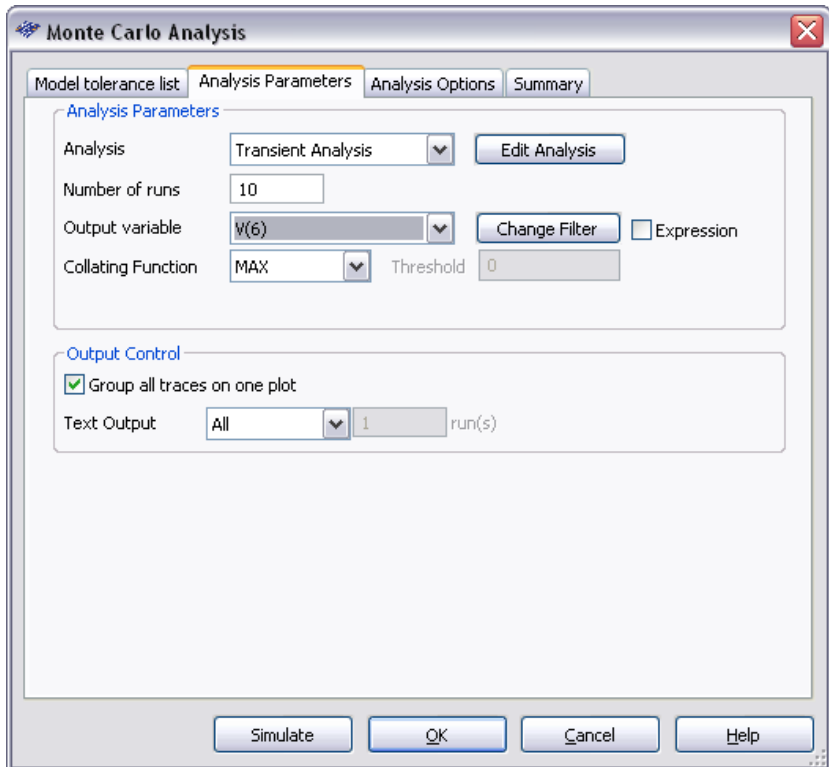 Monte Carlo Analysis
Model tolerance list Analysis Parameters Analysis Options Summary
Analysis Parameters
Analysis Transient Analysis Edit Analysis
Number of runs 10
Output variable V(6) Change Filter Expression
Collating Function MAX Threshold 0
Output Control
Group all traces on one plot
Text Output All 1 run(s)
Simulate OK Cancel Help